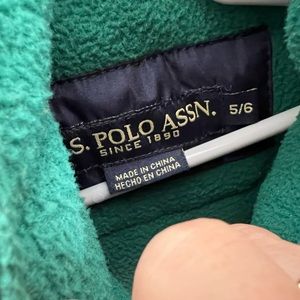 S. POLO ASSN. 5/6
SINCE 1890
MADE IN CHINA
HECHO EN CHINA